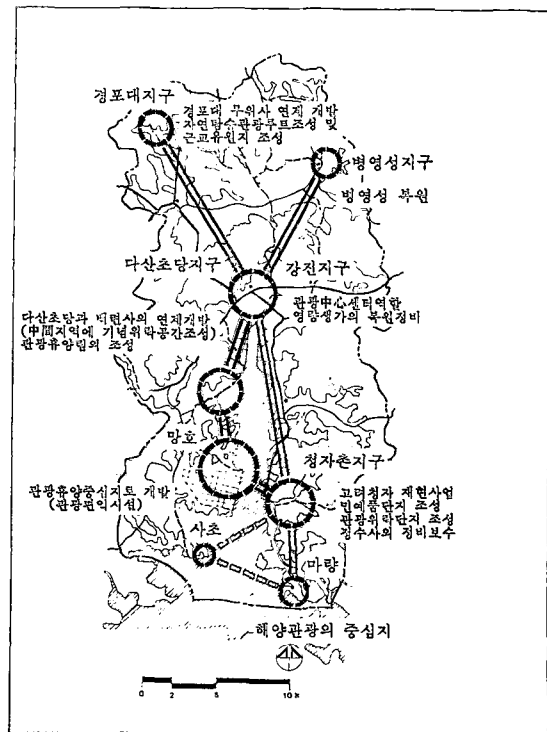 경포대지구
경포대 무위사 연계 개발
자연탐수관광루트조성 및
근교유원지 조성
병영성지구
병영성 복원
다산초당지구
강진지구
다산초당과 백련사의 연계개발
(中間지역에 기념위락공간조성)
관광휴양림의 조성
관광中心센터역할
영랑생가의 복원정비
망호
청자촌지구
관광휴양중심지로 개발
(관광편익시설)
고려청자 재현사업
민예품단지 조성
관광위락단지 조성
정수사의 정비보수
사초
마량
해양관광의 중심지
0 2 5 10 k